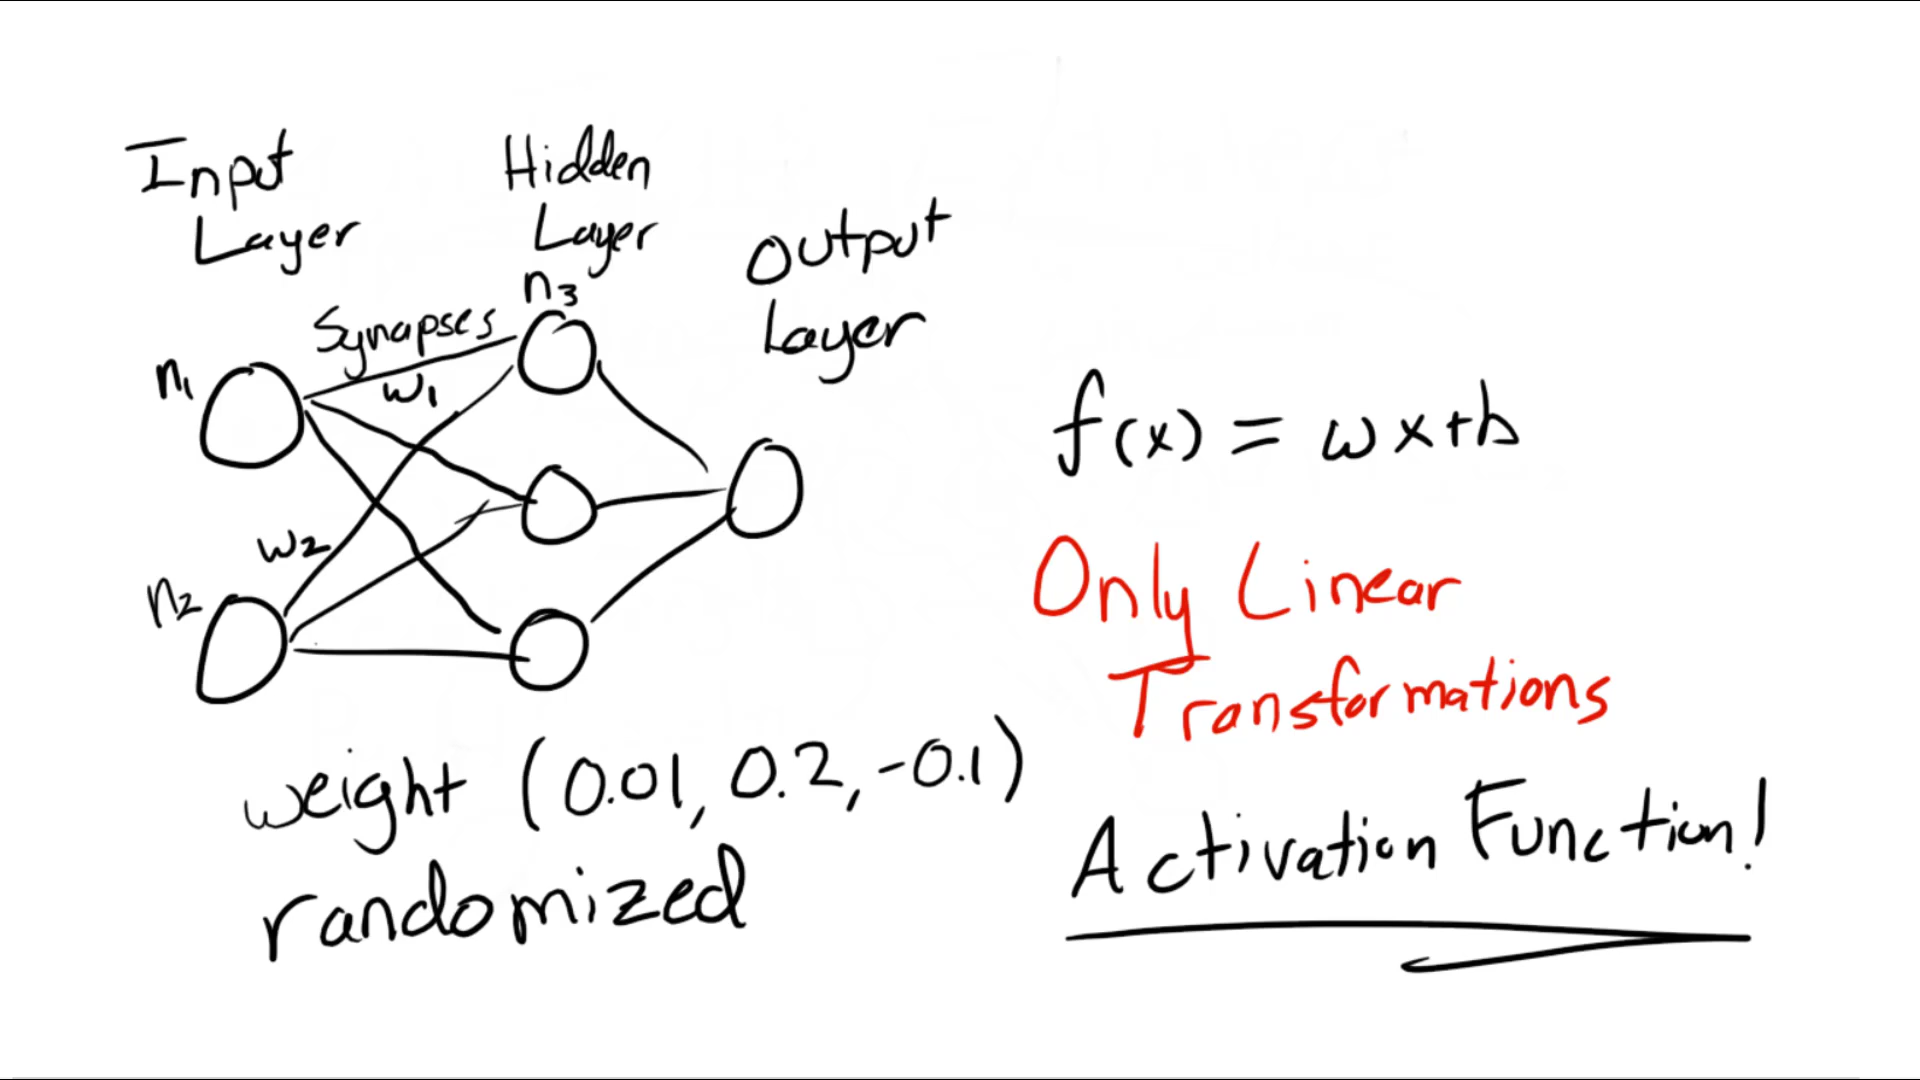 Input
Layer
Hidden
Layer
Output
Layer
n3
Synapses
n1
w1
w2
n2
weight (0.01, 0.2, -0.1)
randomized
f(x) = wx+b
Only Linear
Transformations
Activation Function!